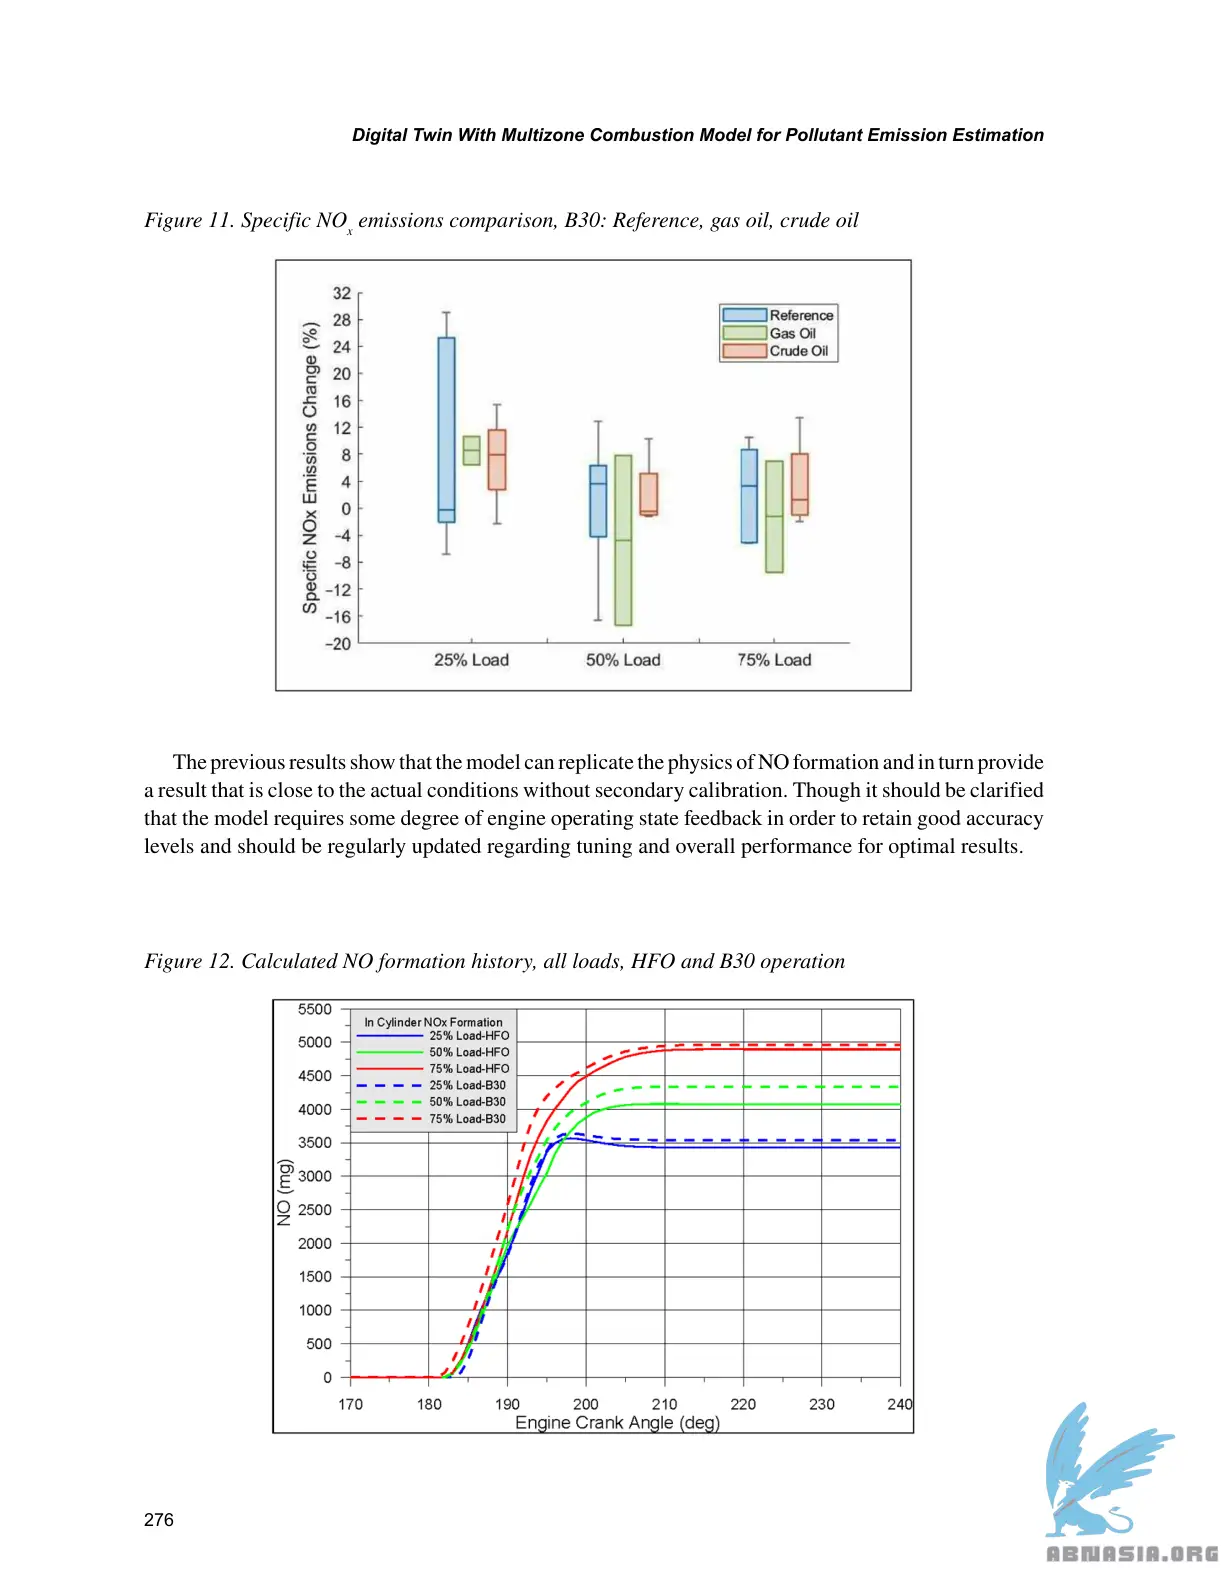 Digital Twin With Multizone Combustion Model for Pollutant Emission Estimation
Figure 11. Specific NOx emissions comparison, B30: Reference, gas oil, crude oil
Specific NOx Emissions Change (%)
32
28
24
20
16
12
8
4
0
−4
−8
−12
−16
−20
Reference
Gas Oil
Crude Oil
25% Load 50% Load 75% Load
The previous results show that the model can replicate the physics of NO formation and in turn provide
a result that is close to the actual conditions without secondary calibration. Though it should be clarified
that the model requires some degree of engine operating state feedback in order to retain good accuracy
levels and should be regularly updated regarding tuning and overall performance for optimal results.
Figure 12. Calculated NO formation history, all loads, HFO and B30 operation
NO (mg)
5500
5000
4500
4000
3500
3000
2500
2000
1500
1000
500
0
In Cylinder NOx Formation
25% Load-HFO
50% Load-HFO
75% Load-HFO
25% Load-B30
50% Load-B30
75% Load-B30
170 180 190 200 210 220 230 240
Engine Crank Angle (deg)
276
ABNASIA.ORG